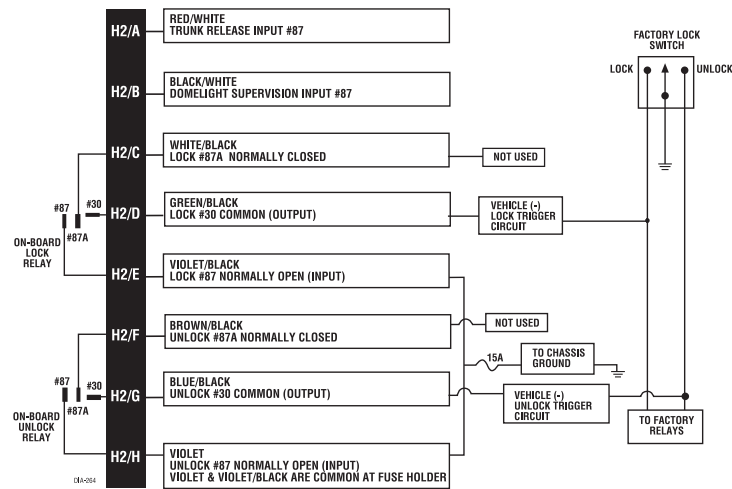 H2/A
RED/WHITE
TRUNK RELEASE INPUT #87
FACTORY LOCK
SWITCH
LOCK
UNLOCK
H2/B
BLACK/WHITE
DOMELIGHT SUPERVISION INPUT #87
H2/C
WHITE/BLACK
LOCK #87A NORMALLY CLOSED
NOT USED
#87
#30
#87A
ON-BOARD
LOCK
RELAY
H2/D
GREEN/BLACK
LOCK #30 COMMON (OUTPUT)
VEHICLE (-)
LOCK TRIGGER
CIRCUIT
H2/E
VIOLET/BLACK
LOCK #87 NORMALLY OPEN (INPUT)
H2/F
BROWN/BLACK
UNLOCK #87A NORMALLY CLOSED
NOT USED
15A
TO CHASSIS
GROUND
#87
#30
#87A
ON-BOARD
UNLOCK
RELAY
H2/G
BLUE/BLACK
UNLOCK #30 COMMON (OUTPUT)
VEHICLE (-)
UNLOCK TRIGGER
CIRCUIT
TO FACTORY
RELAYS
H2/H
VIOLET
UNLOCK #87 NORMALLY OPEN (INPUT)
VIOLET & VIOLET/BLACK ARE COMMON AT FUSE HOLDER
DIA-264